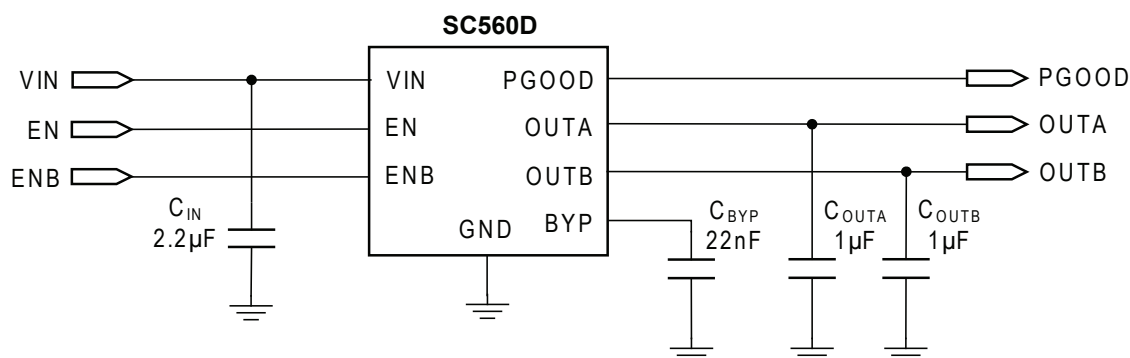 SC560D
VIN
EN
ENB
VIN
EN
ENB
GND
PGOOD
OUTA
OUTB
BYP
PGOOD
OUTA
OUTB
CIN
2.2µF
CBYP
22nF
COUTA
1µF
COUTB
1µF